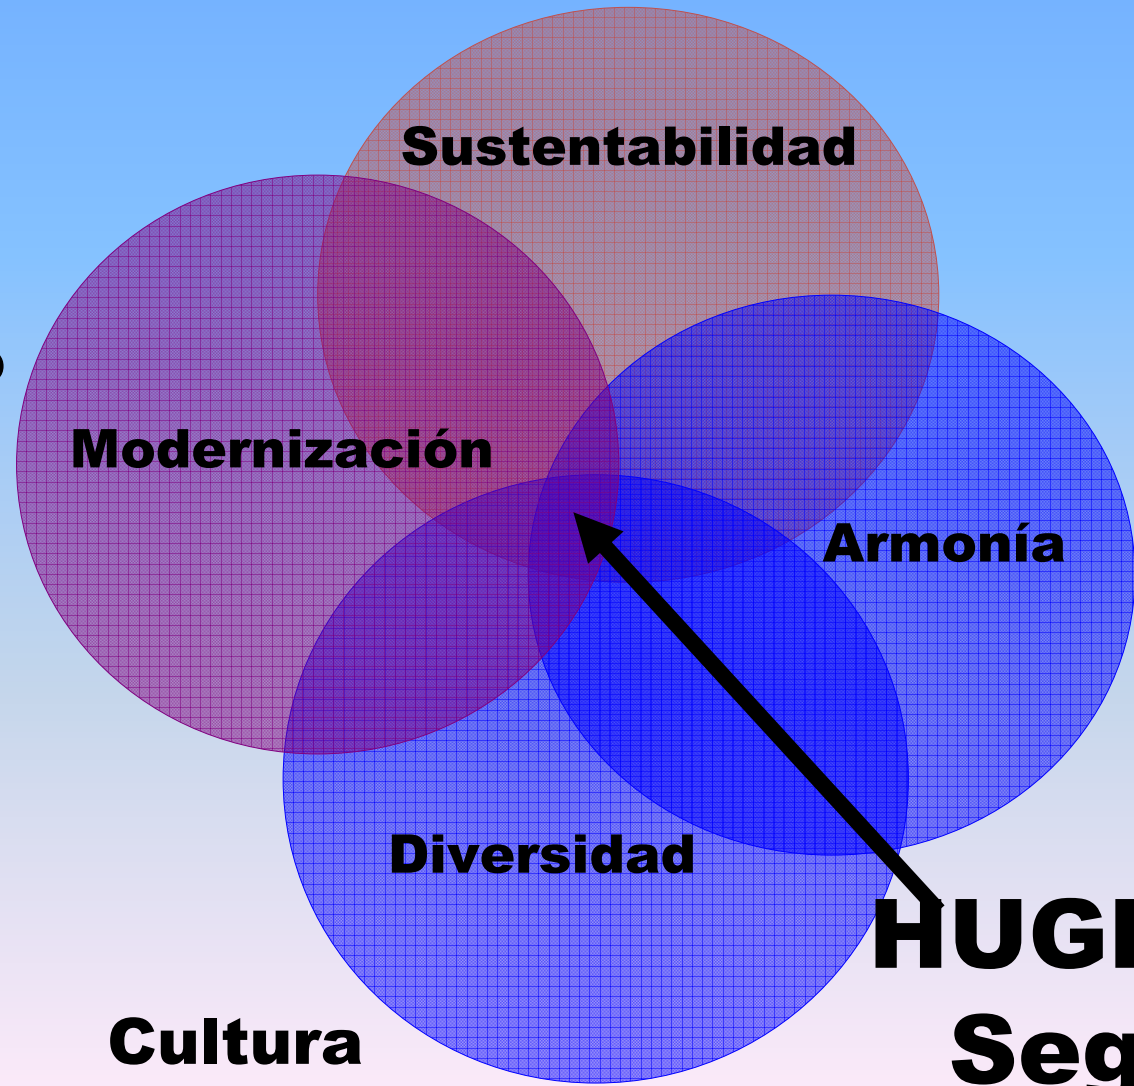 Sustentabilidad
Modernización
Armonía
Diversidad
Cultura